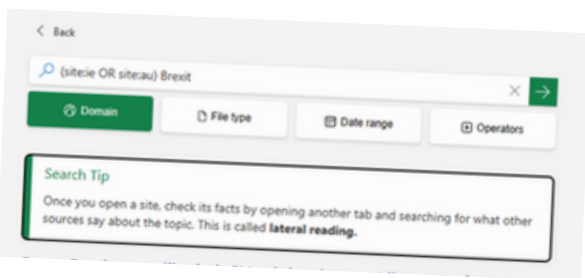 Back
(site:ie OR site:au) Brexit
Domain
File type
Date range
Operators
Search Tip
Once you open a site, check its facts by opening another tab and searching for what other
sources say about the topic. This is called lateral reading.